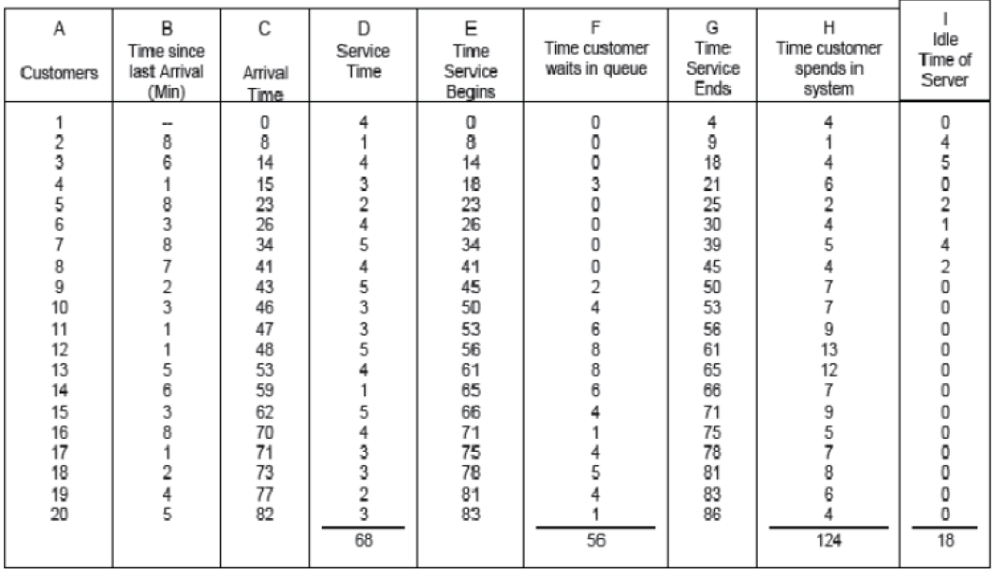 A B C D E F G H I
Customers Time since last Arrival (Min) Arrival Time Service Time Time Service Begins Time customer waits in queue Time Service Ends Time customer spends in system Idle Time of Server
1 -- 0 4 0 0 4 4 0
2 8 8 1 8 0 9 1 4
3 6 14 4 14 0 18 4 5
4 1 15 3 18 3 21 6 0
5 8 23 2 23 0 25 2 2
6 3 26 4 26 0 30 4 1
7 8 34 5 34 0 39 5 4
8 7 41 4 41 0 45 4 2
9 2 43 5 45 2 50 7 0
10 3 46 3 50 4 53 7 0
11 1 47 3 53 6 56 9 0
12 1 48 5 56 8 61 13 0
13 5 53 4 61 8 65 12 0
14 6 59 1 65 6 66 7 0
15 3 62 5 66 4 71 9 0
16 8 70 4 71 1 75 5 0
17 1 71 3 75 4 78 7 0
18 2 73 3 78 5 81 8 0
19 4 77 2 81 4 83 6 0
20 5 82 3 83 1 86 4 0
68 56 124 18